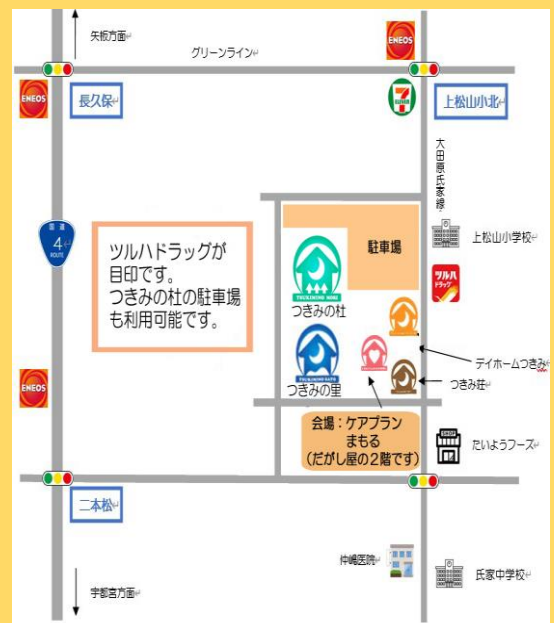 矢板方面
グリーンライン
ENEOS
ENEOS
長久保
7
ELEVEN
上松山小北
大田原氏家線
国道
4
ROUTE
ツルハドラッグが
目印です。
つきみの杜の駐車場
も利用可能です。
駐車場
上松山小学校
ツルハ
ドラッグ
TSUKIMINO MORI
つきみの杜
デイホームつきみ
TSUKIMINO SATO
つきみの里
つきみ荘
ENEOS
会場：ケアプラン
まもる
（だがし屋の２階です）
たいようフーズ
二本松
仲嶋医院
氏家中学校
宇都宮方面